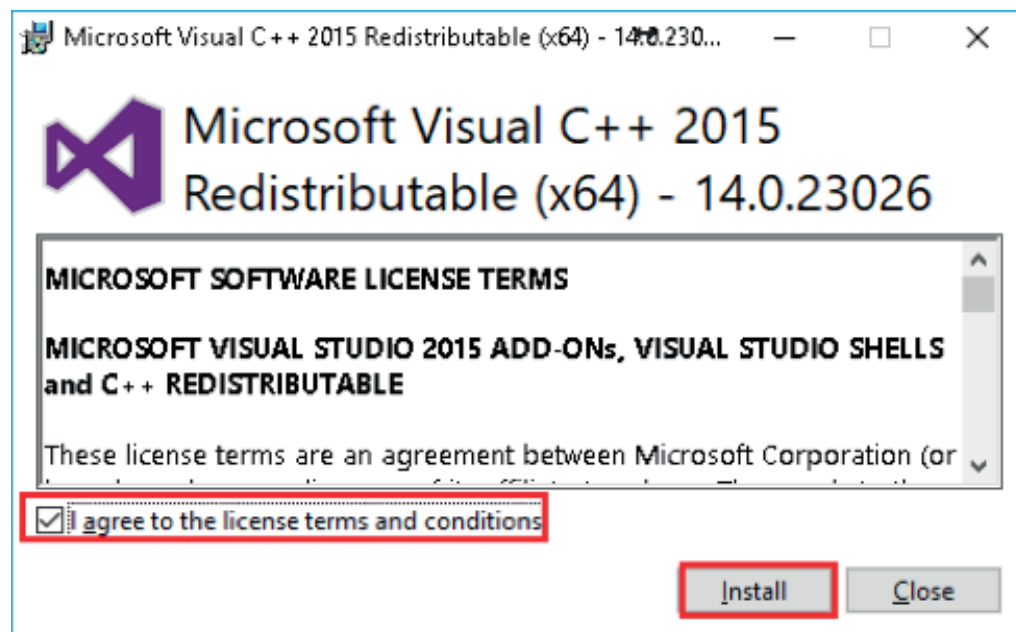 Microsoft Visual C++ 2015 Redistributable (x64) - 14.0.230...
Microsoft Visual C++ 2015
Redistributable (x64) - 14.0.23026
MICROSOFT SOFTWARE LICENSE TERMS
MICROSOFT VISUAL STUDIO 2015 ADD-ONs, VISUAL STUDIO SHELLS
and C++ REDISTRIBUTABLE
These license terms are an agreement between Microsoft Corporation (or
I agree to the license terms and conditions
Install
Close